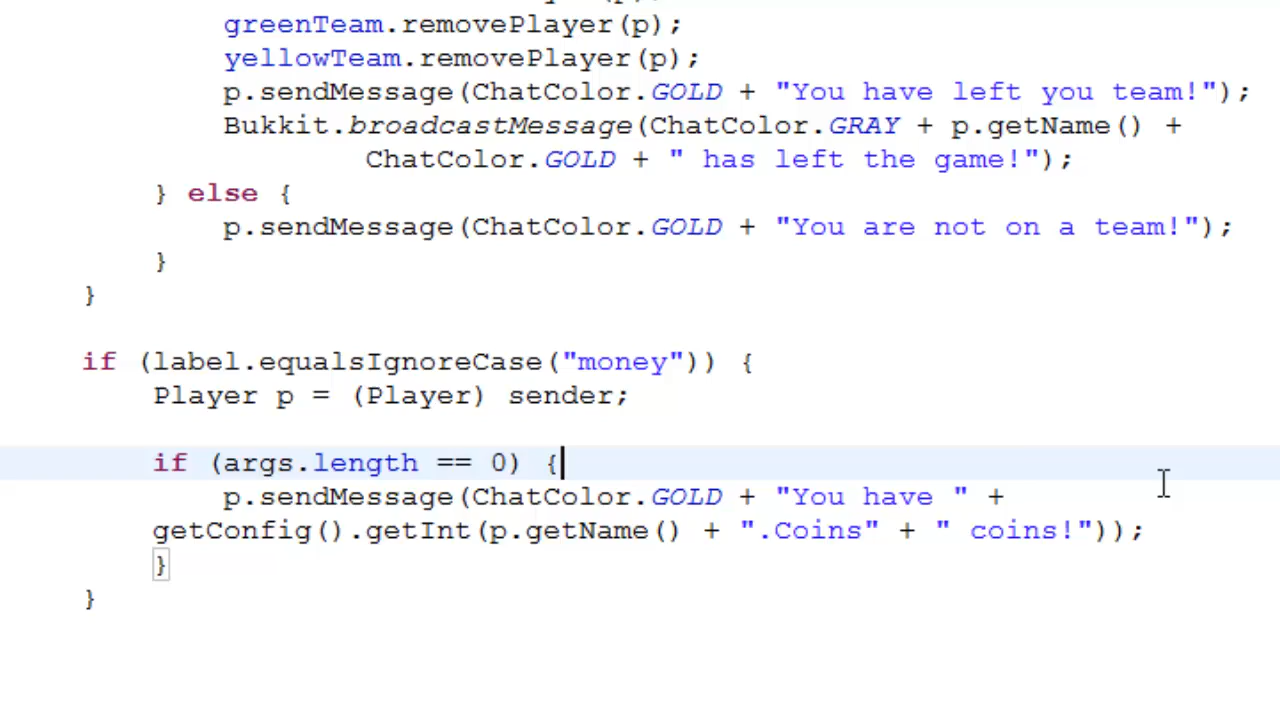 greenTeam.removePlayer(p);
yellowTeam.removePlayer(p);
p.sendMessage(ChatColor.GOLD + "You have left you team!");
Bukkit.broadcastMessage(ChatColor.GRAY + p.getName() +
ChatColor.GOLD + " has left the game!");
} else {
p.sendMessage(ChatColor.GOLD + "You are not on a team!");
}
}
if (label.equalsIgnoreCase("money")) {
Player p = (Player) sender;
if (args.length == 0) {
p.sendMessage(ChatColor.GOLD + "You have " +
getConfig().getInt(p.getName() + ".Coins" + " coins!"));
}
}